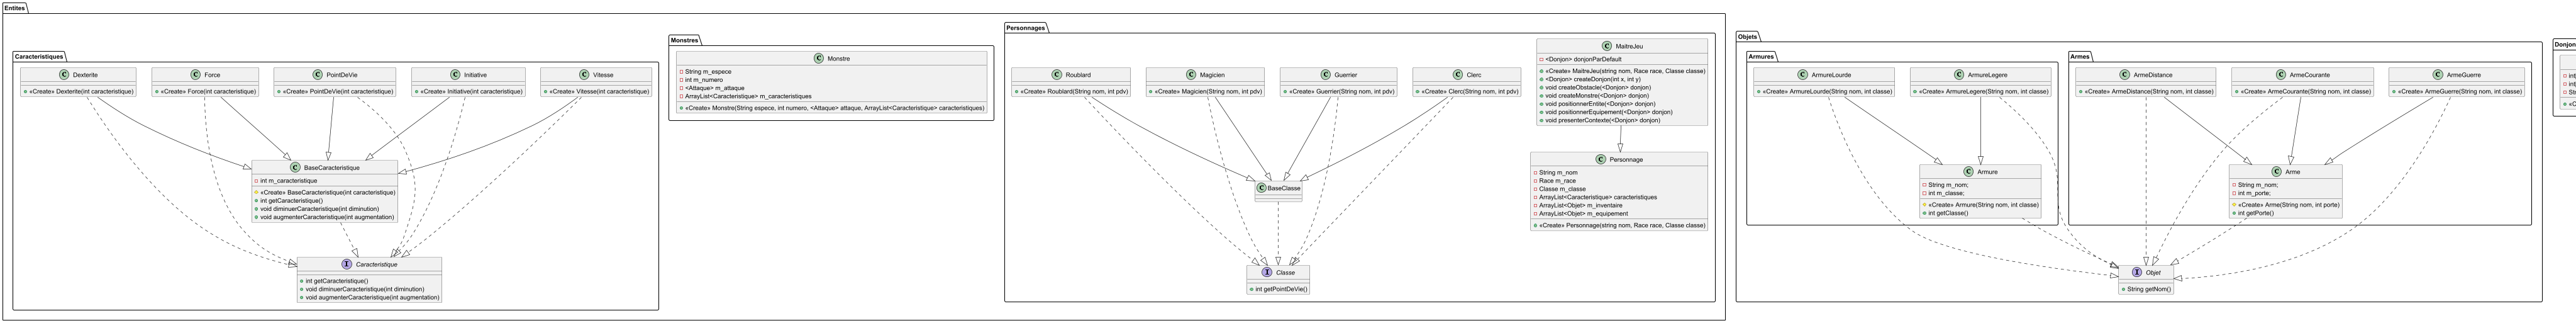 Entites
Caracteristiques
Dexterite
«Create» Dexterite(int caracteristique)
Force
«Create» Force(int caracteristique)
PointDeVie
«Create» PointDeVie(int caracteristique)
Initiative
«Create» Initiative(int caracteristique)
Vitesse
«Create» Vitesse(int caracteristique)
BaseCaracteristique
int m_caracteristique
«Create» BaseCaracteristique(int caracteristique)
int getCaracteristique()
void diminuerCaracteristique(int diminution)
void augmenterCaracteristique(int augmentation)
Caracteristique
int getCaracteristique()
void diminuerCaracteristique(int diminution)
void augmenterCaracteristique(int augmentation)
Monstres
Monstre
String m_espece
int m_numero
<Attaque> m_attaque
ArrayList<Caracteristique> m_caracteristiques
«Create» Monstre(String espece, int numero, <Attaque> attaque, ArrayList<Caracteristique> caracteristiques)
Personnages
Roublard
«Create» Roublard(String nom, int pdv)
Magicien
«Create» Magicien(String nom, int pdv)
Guerrier
«Create» Guerrier(String nom, int pdv)
Clerc
«Create» Clerc(String nom, int pdv)
MaitreJeu
<Donjon> donjonParDefault
«Create» MaitreJeu(string nom, Race race, Classe classe)
<Donjon> createDonjon(int x, int y)
void createObstacle(<Donjon> donjon)
void createMonstre(<Donjon> donjon)
void positionnerEntite(<Donjon> donjon)
void positionnerEquipement(<Donjon> donjon)
void presenterContexte(<Donjon> donjon)
BaseClasse
Personnage
String m_nom
Race m_race
Classe m_classe
ArrayList<Caracteristique> caracteristiques
ArrayList<Objet> m_inventaire
ArrayList<Objet> m_equipement
«Create» Personnage(string nom, Race race, Classe classe)
Classe
int getPointDeVie()
Objets
Armures
ArmureLourde
«Create» ArmureLourde(String nom, int classe)
ArmureLegere
«Create» ArmureLegere(String nom, int classe)
Armure
String m_nom;
int m_classe;
«Create» Armure(String nom, int classe)
int getClasse()
Armes
ArmeDistance
«Create» ArmeDistance(String nom, int classe)
ArmeCourante
«Create» ArmeCourante(String nom, int classe)
ArmeGuerre
«Create» ArmeGuerre(String nom, int classe)
Arme
String m_nom;
int m_porte;
«Create» Arme(String nom, int porte)
int getPorte()
Objet
String getNom()